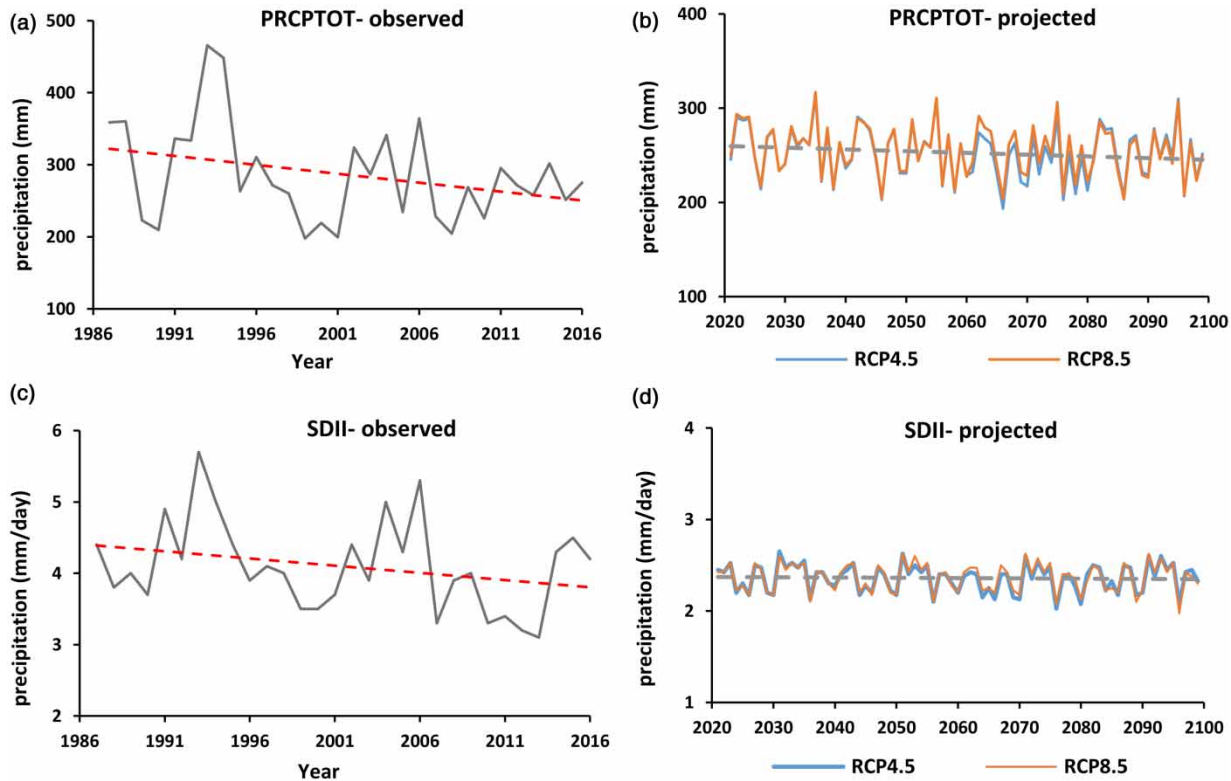 (a)
PRCPTOT- observed
500
400
300
200
100
precipitation (mm)
1986 1991 1996 2001 2006 2011 2016
Year
(b)
PRCPTOT- projected
400
300
200
100
precipitation (mm)
2020 2030 2040 2050 2060 2070 2080 2090 2100
RCP4.5 RCP8.5
(c)
SDII- observed
6
5
4
3
2
precipitation (mm/day)
1986 1991 1996 2001 2006 2011 2016
Year
(d)
SDII- projected
4
3
2
1
precipitation (mm/day)
2020 2030 2040 2050 2060 2070 2080 2090 2100
RCP4.5 RCP8.5